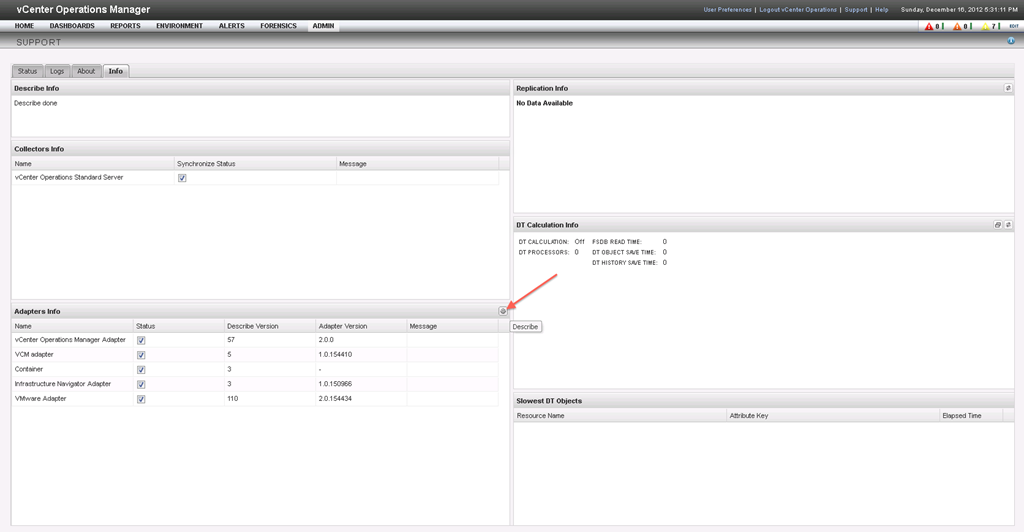 vCenter Operations Manager
User Preferences | Logout vCenter Operations | Support | Help Sunday, December 16, 2012 5:31:11 PM
HOME DASHBOARDS REPORTS ENVIRONMENT ALERTS FORENSICS ADMIN 0 0 7 EDIT
SUPPORT
Status Logs About Info
Describe Info
Describe done
Collectors Info
Name Synchronize Status Message
vCenter Operations Standard Server
Adapters Info
Describe
Name Status Describe Version Adapter Version Message
vCenter Operations Manager Adapter 57 2.0.0
VCM adapter 5 1.0.154410
Container 3 -
Infrastructure Navigator Adapter 3 1.0.150966
VMware Adapter 110 2.0.154434
Replication Info
No Data Available
DT Calculation Info
DT CALCULATION: Off FSDB READ TIME: 0
DT PROCESSORS: 0 DT OBJECT SAVE TIME: 0
DT HISTORY SAVE TIME: 0
Slowest DT Objects
Resource Name Attribute Key Elapsed Time